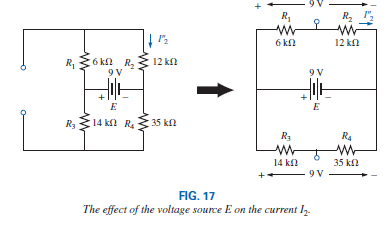 + 9 V −
R₁ R₂ I"₂
6 kΩ 12 kΩ
I"₂
R₁ 6 kΩ R₂ 12 kΩ
9 V
+ −
E
R₃ 14 kΩ R₄ 35 kΩ
9 V
+ −
E
R₃ R₄
14 kΩ 35 kΩ
+ 9 V −
FIG. 17
The effect of the voltage source E on the current I₂.